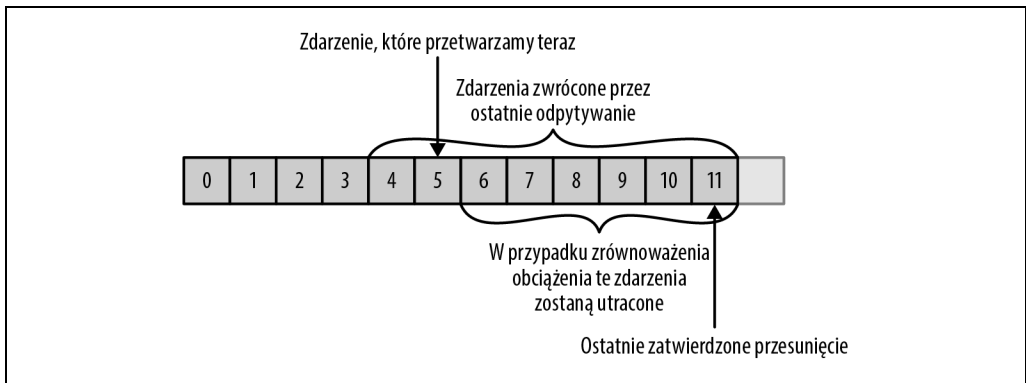 Zdarzenie, które przetwarzamy teraz
Zdarzenia zwrócone przez
ostatnie odpytywanie
0 1 2 3 4 5 6 7 8 9 10 11
W przypadku zrównoważenia
obciążenia te zdarzenia
zostaną utracone
Ostatnie zatwierdzone przesunięcie